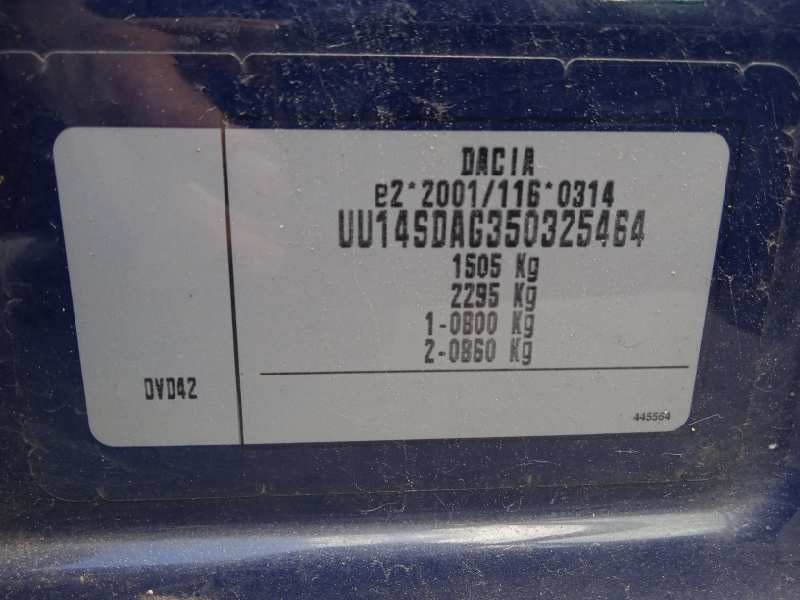 DACIA
e2*2001/116*0314
UU14SDAG350325464
1505 Kg
2295 Kg
1-0800 Kg
2-0860 Kg
DVD42
445564